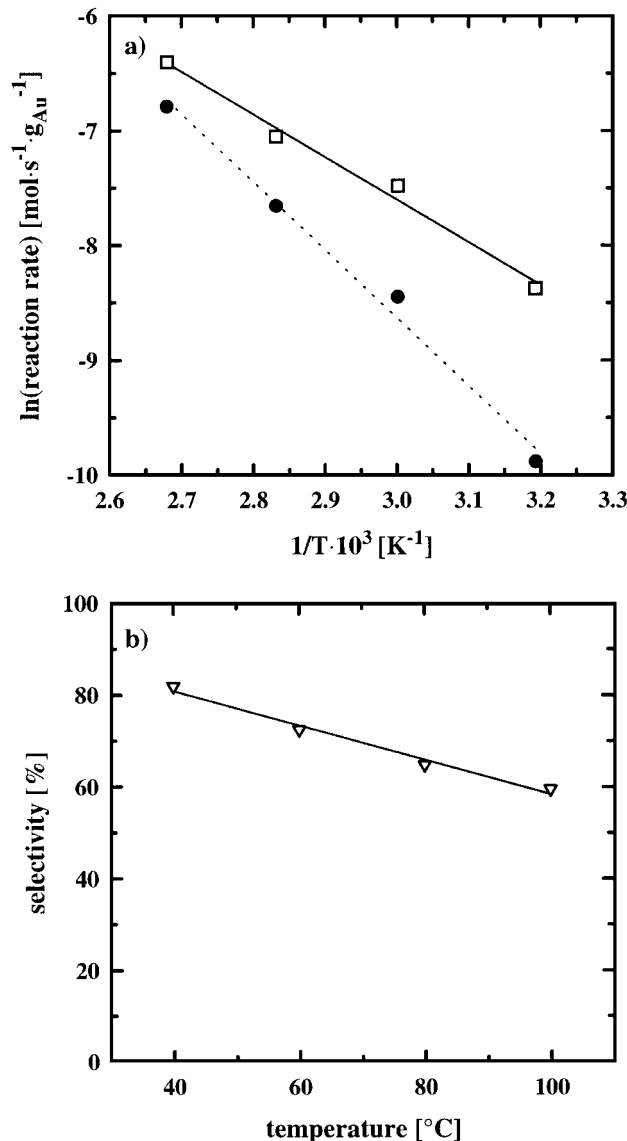 a)
ln(reaction rate) [mol·s⁻¹·g_Au⁻¹]
-6
-7
-8
-9
-10
2.6 2.7 2.8 2.9 3.0 3.1 3.2 3.3
1/T·10³ [K⁻¹]
b)
selectivity [%]
100
80
60
40
20
0
40 60 80 100
temperature [°C]